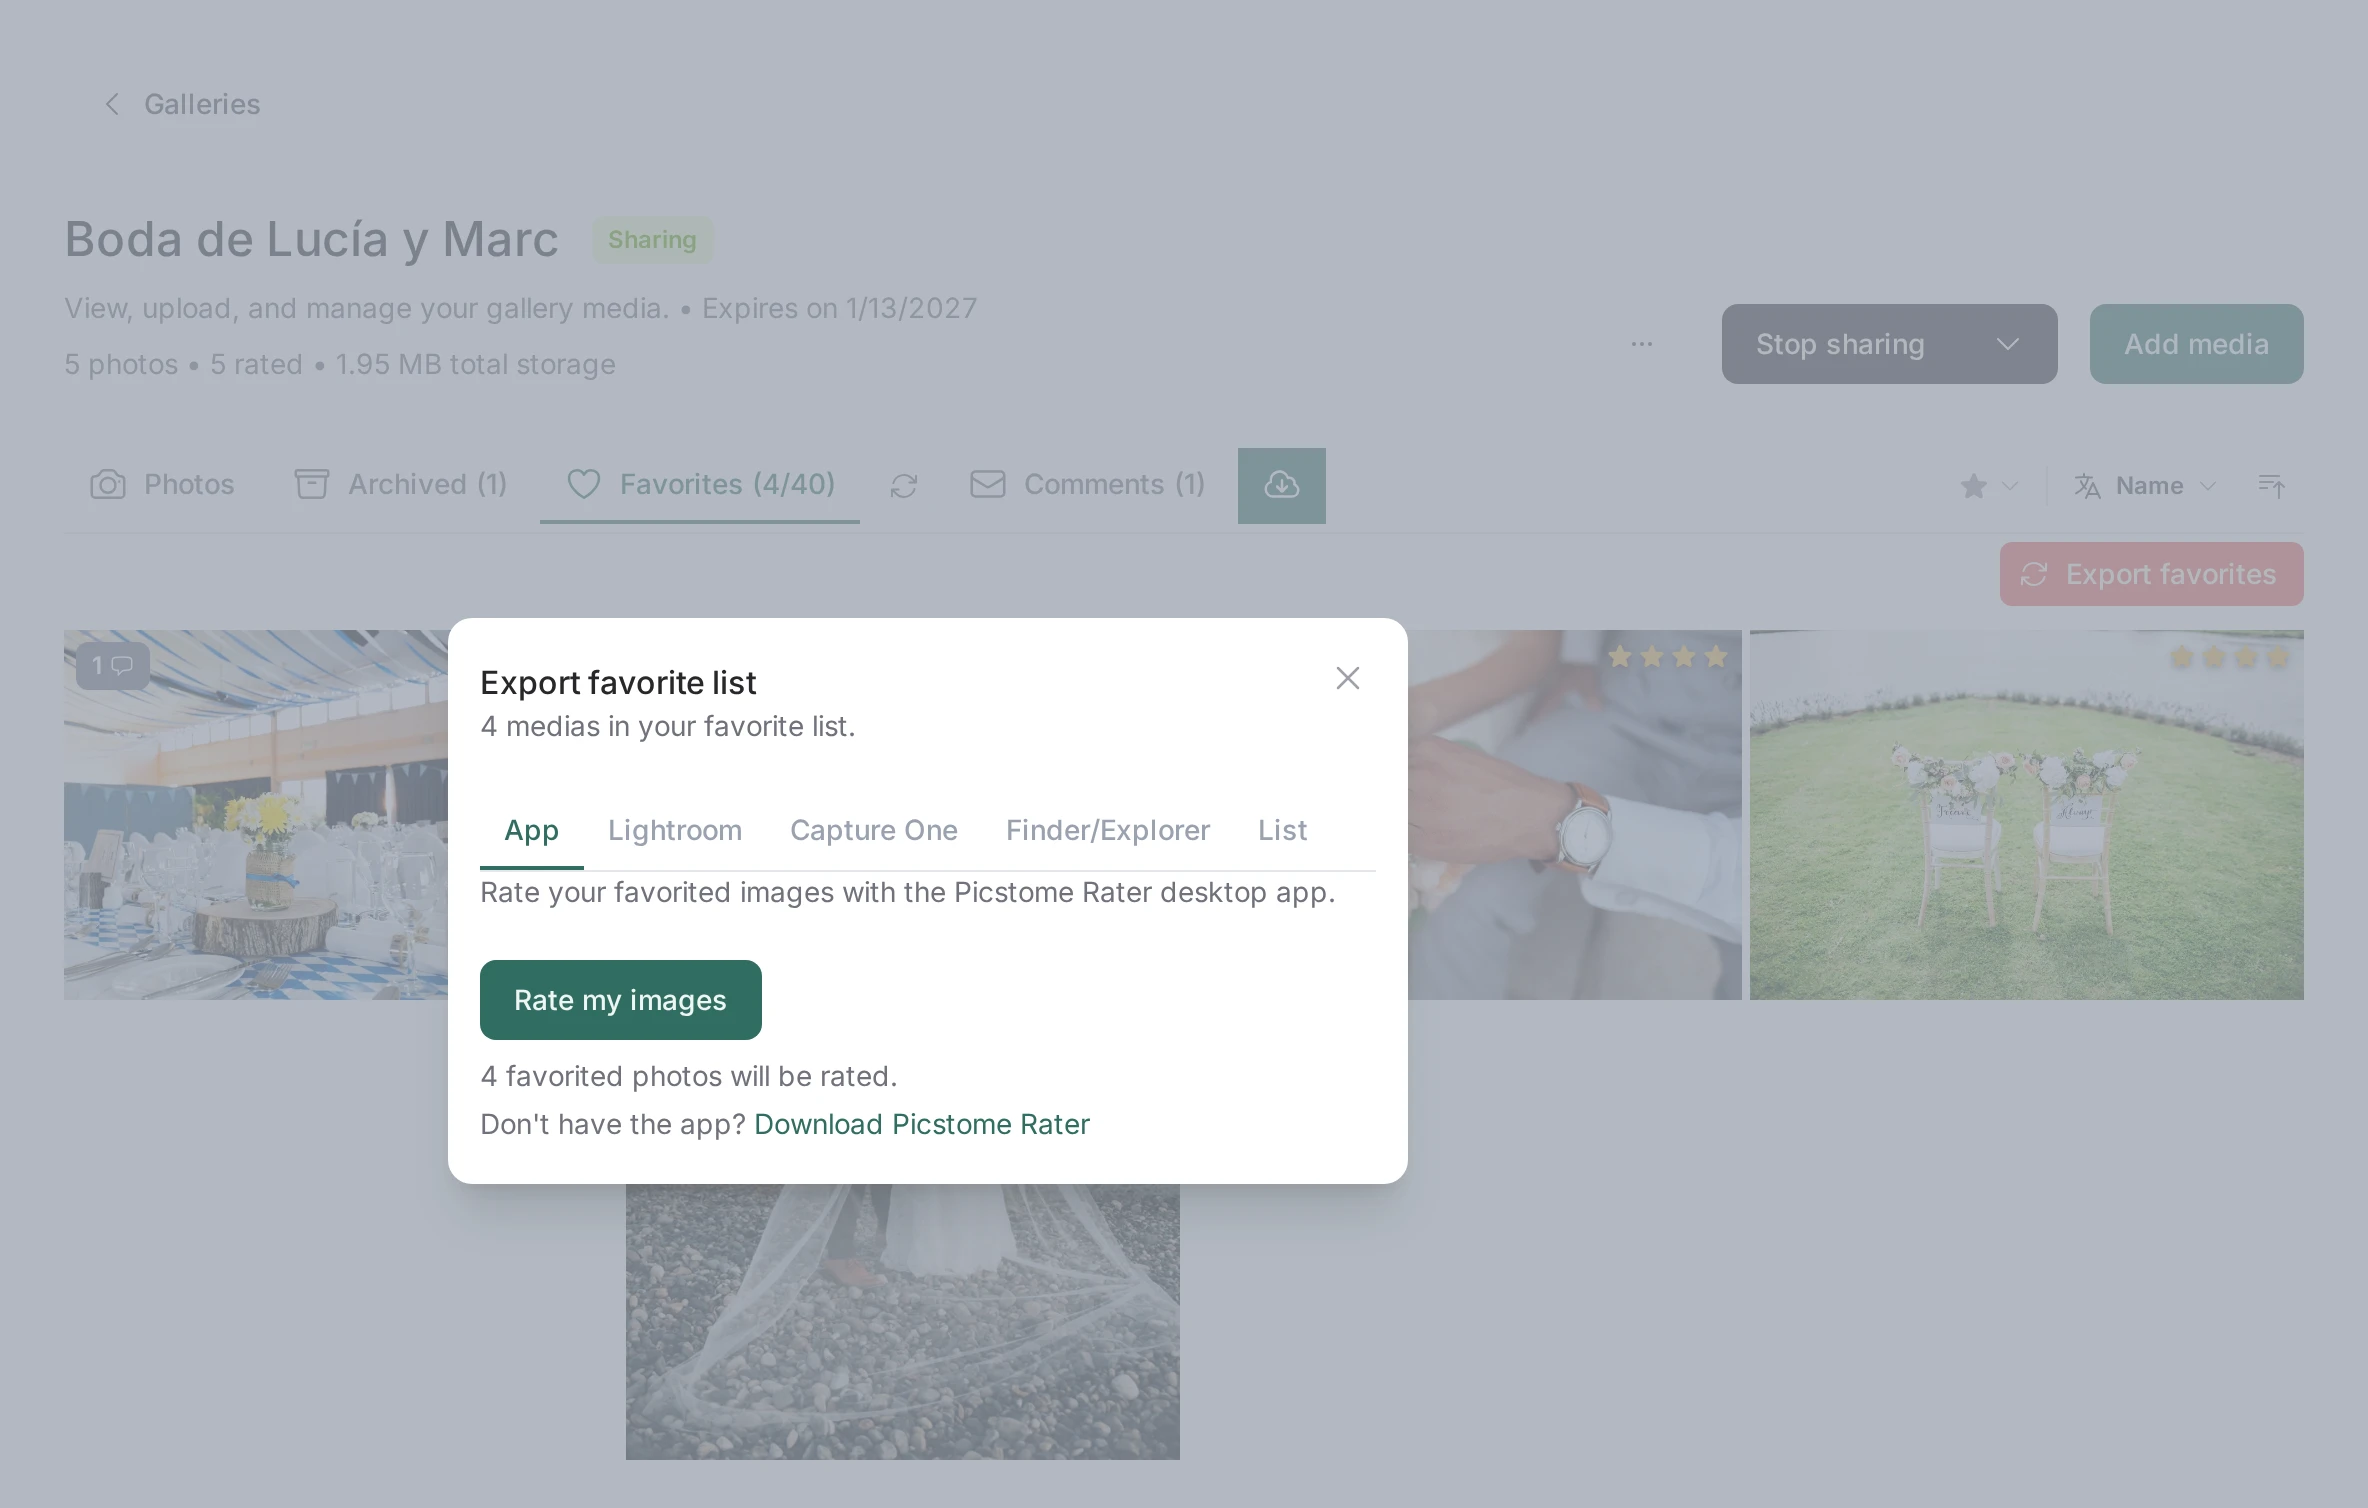 Galleries
Boda de Lucía y Marc
Sharing
View, upload, and manage your gallery media. • Expires on 1/13/2027
5 photos • 5 rated • 1.95 MB total storage
...
Stop sharing
Add media
Photos
Archived (1)
Favorites (4/40)
Comments (1)
Name
Export favorites
1
Export favorite list
4 medias in your favorite list.
App
Lightroom
Capture One
Finder/Explorer
List
Rate your favorited images with the Picstome Rater desktop app.
Rate my images
4 favorited photos will be rated.
Don't have the app? Download Picstome Rater